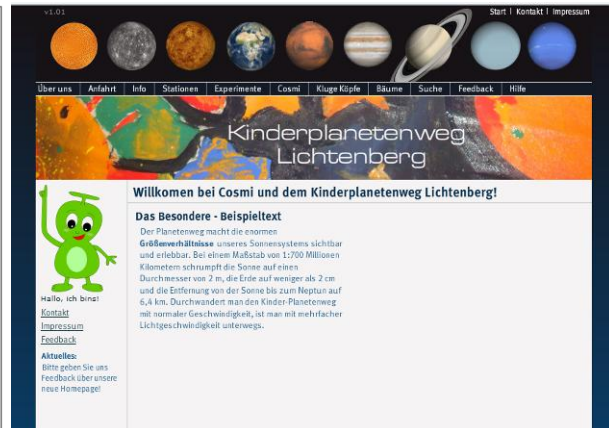 v1.01
Start | Kontakt | Impressum
Über uns | Anfahrt | Info | Stationen | Experimente | Cosmi | Kluge Köpfe | Bäume | Suche | Feedback | Hilfe
Kinderplanetenweg
Lichtenberg
Willkomen bei Cosmi und dem Kinderplanetenweg Lichtenberg!
Das Besondere - Beispieltext
Der Planetenweg macht die enormen
Größenverhältnisse unseres Sonnensystems sichtbar
und erlebbar. Bei einem Maßstab von 1:700 Millionen
Kilometern schrumpft die Sonne auf einen
Durchmesser von 2 m, die Erde auf weniger als 2 cm
und die Entfernung von der Sonne bis zum Neptun auf
6,4 km. Durchwandert man den Kinder-Planetenweg
mit normaler Geschwindigkeit, ist man mit mehrfacher
Lichtgeschwindigkeit unterwegs.
Hallo, ich bins!
Kontakt
Impressum
Feedback
Aktuelles:
Bitte geben Sie uns
Feedback über unsere
neue Homepage!